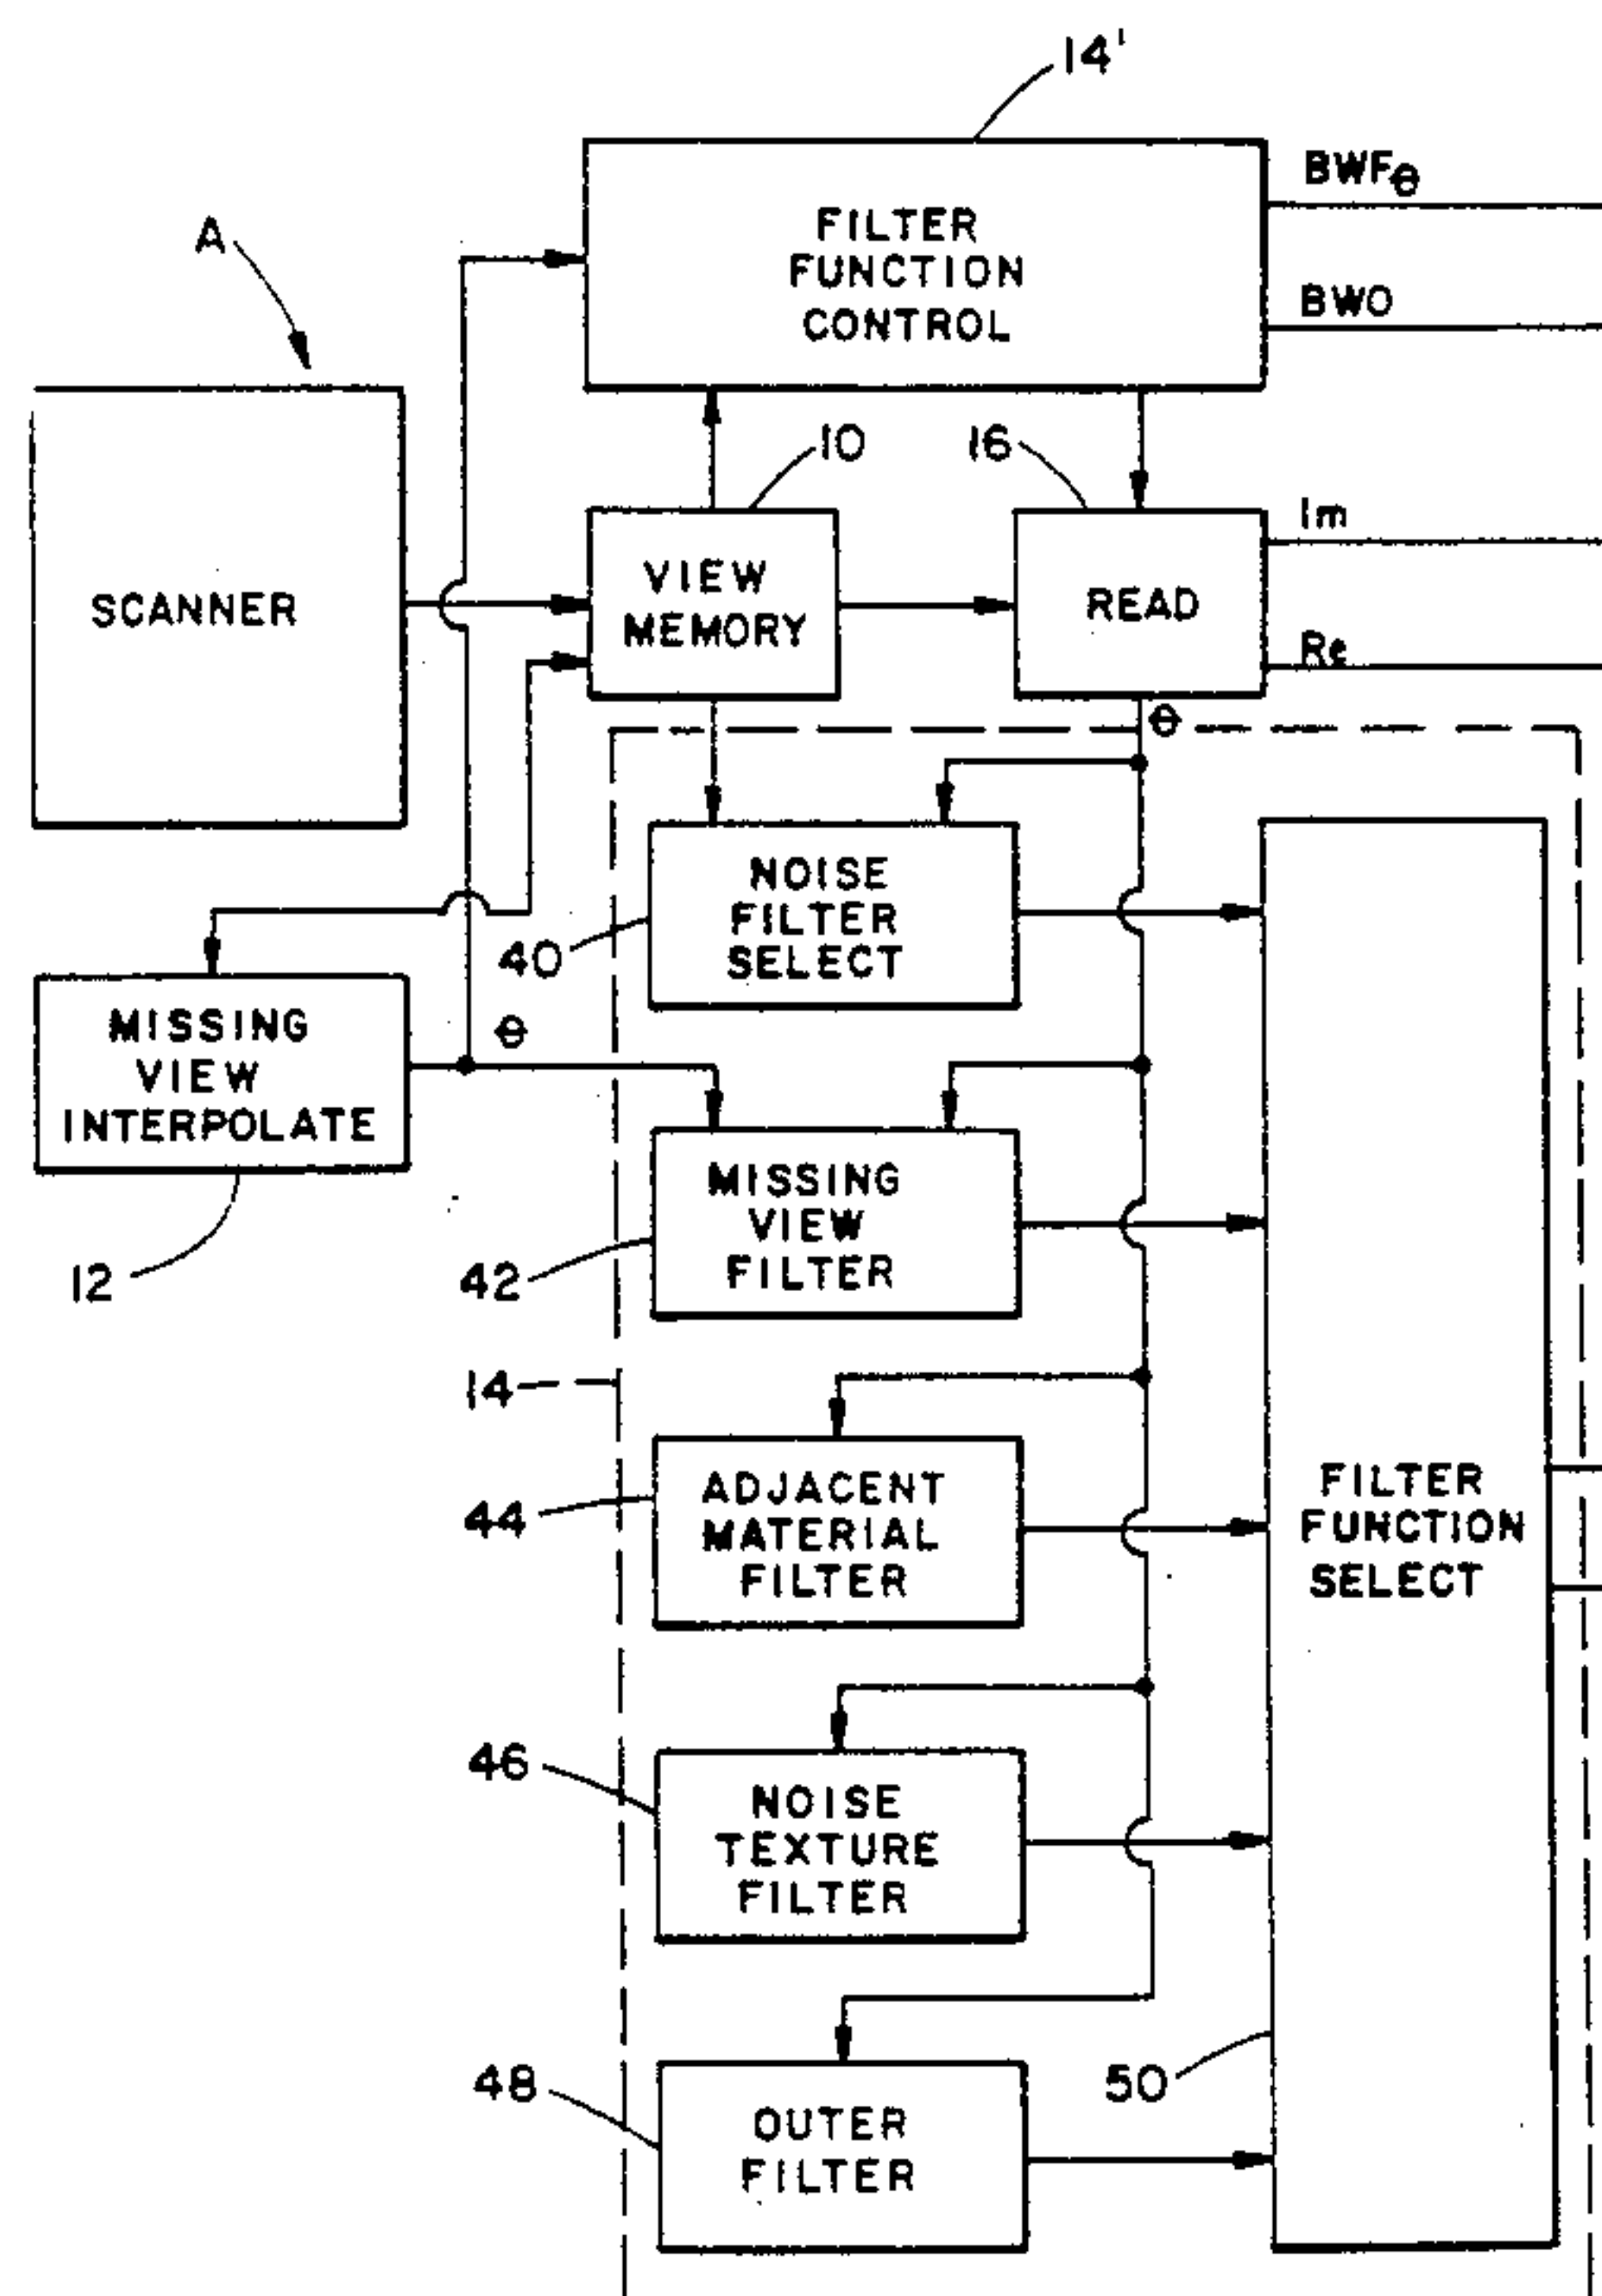 14'
BWFθ
A
FILTER
FUNCTION
CONTROL
BWO
10
16
Im
SCANNER
VIEW
MEMORY
READ
Re
θ
NOISE
FILTER
SELECT
40
MISSING
VIEW
INTERPOLATE
θ
12
MISSING
VIEW
FILTER
42
14
ADJACENT
MATERIAL
FILTER
44
FILTER
FUNCTION
SELECT
46
NOISE
TEXTURE
FILTER
48
50
OUTER
FILTER